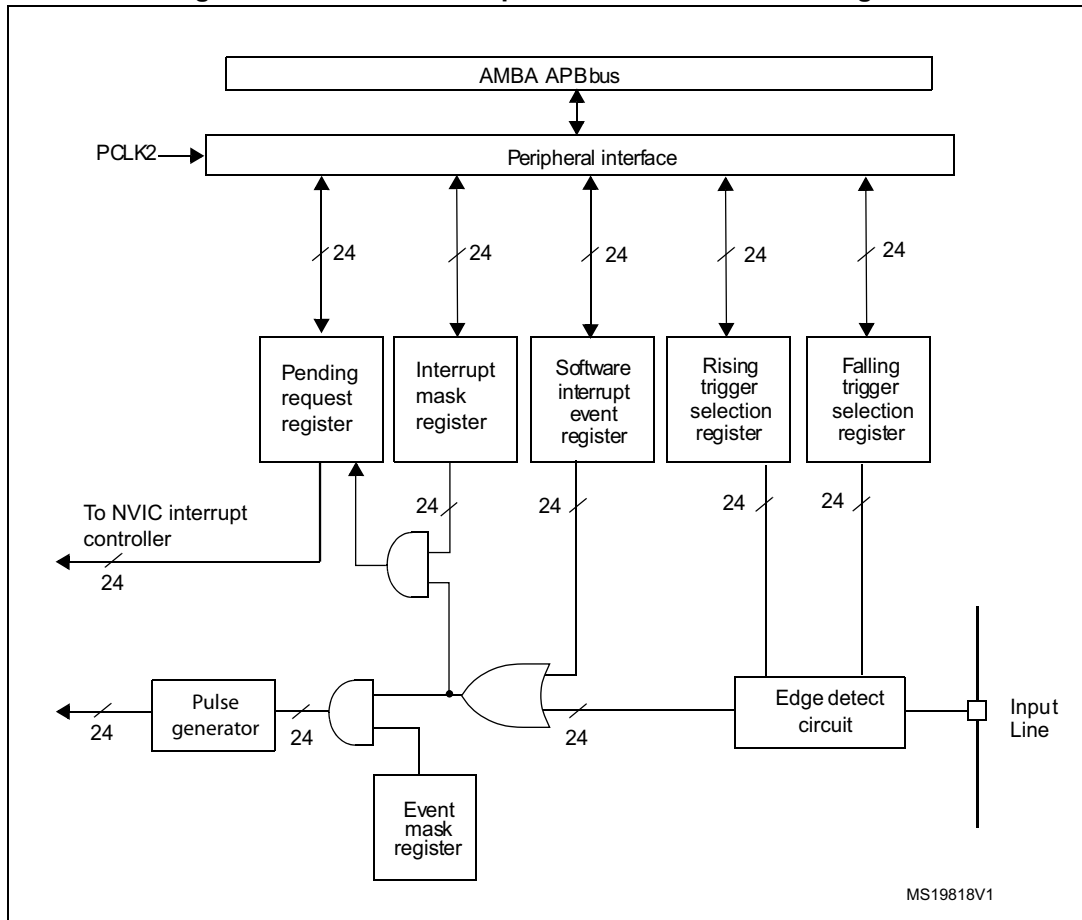 AMBA APB bus
PCLK2
Peripheral interface
24
24
24
24
24
Pending
request
register
Interrupt
mask
register
Software
interrupt
event
register
Rising
trigger
selection
register
Falling
trigger
selection
register
24
24
24
24
To NVIC interrupt
controller
24
Pulse
generator
24
24
24
Edge detect
circuit
Input
Line
Event
mask
register
MS19818V1